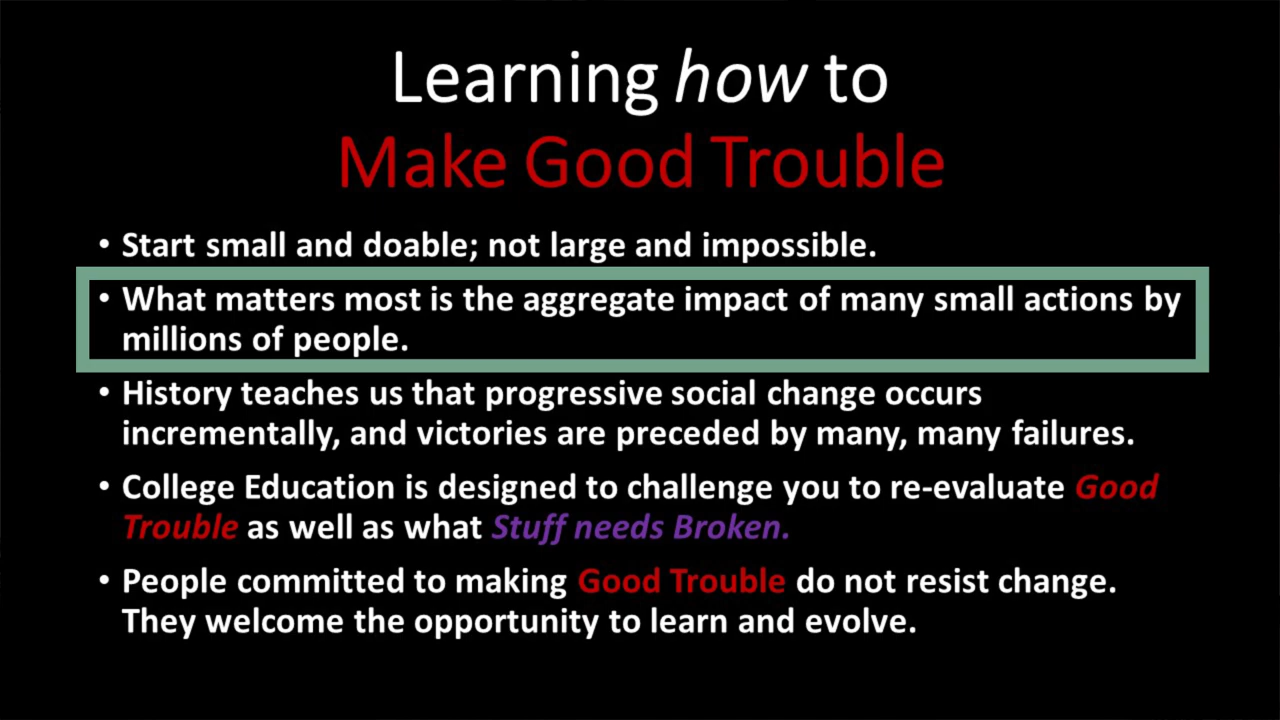 Learning how to
Make Good Trouble
• Start small and doable; not large and impossible.
• What matters most is the aggregate impact of many small actions by
millions of people.
• History teaches us that progressive social change occurs
incrementally, and victories are preceded by many, many failures.
• College Education is designed to challenge you to re-evaluate Good
Trouble as well as what Stuff needs Broken.
• People committed to making Good Trouble do not resist change.
They welcome the opportunity to learn and evolve.